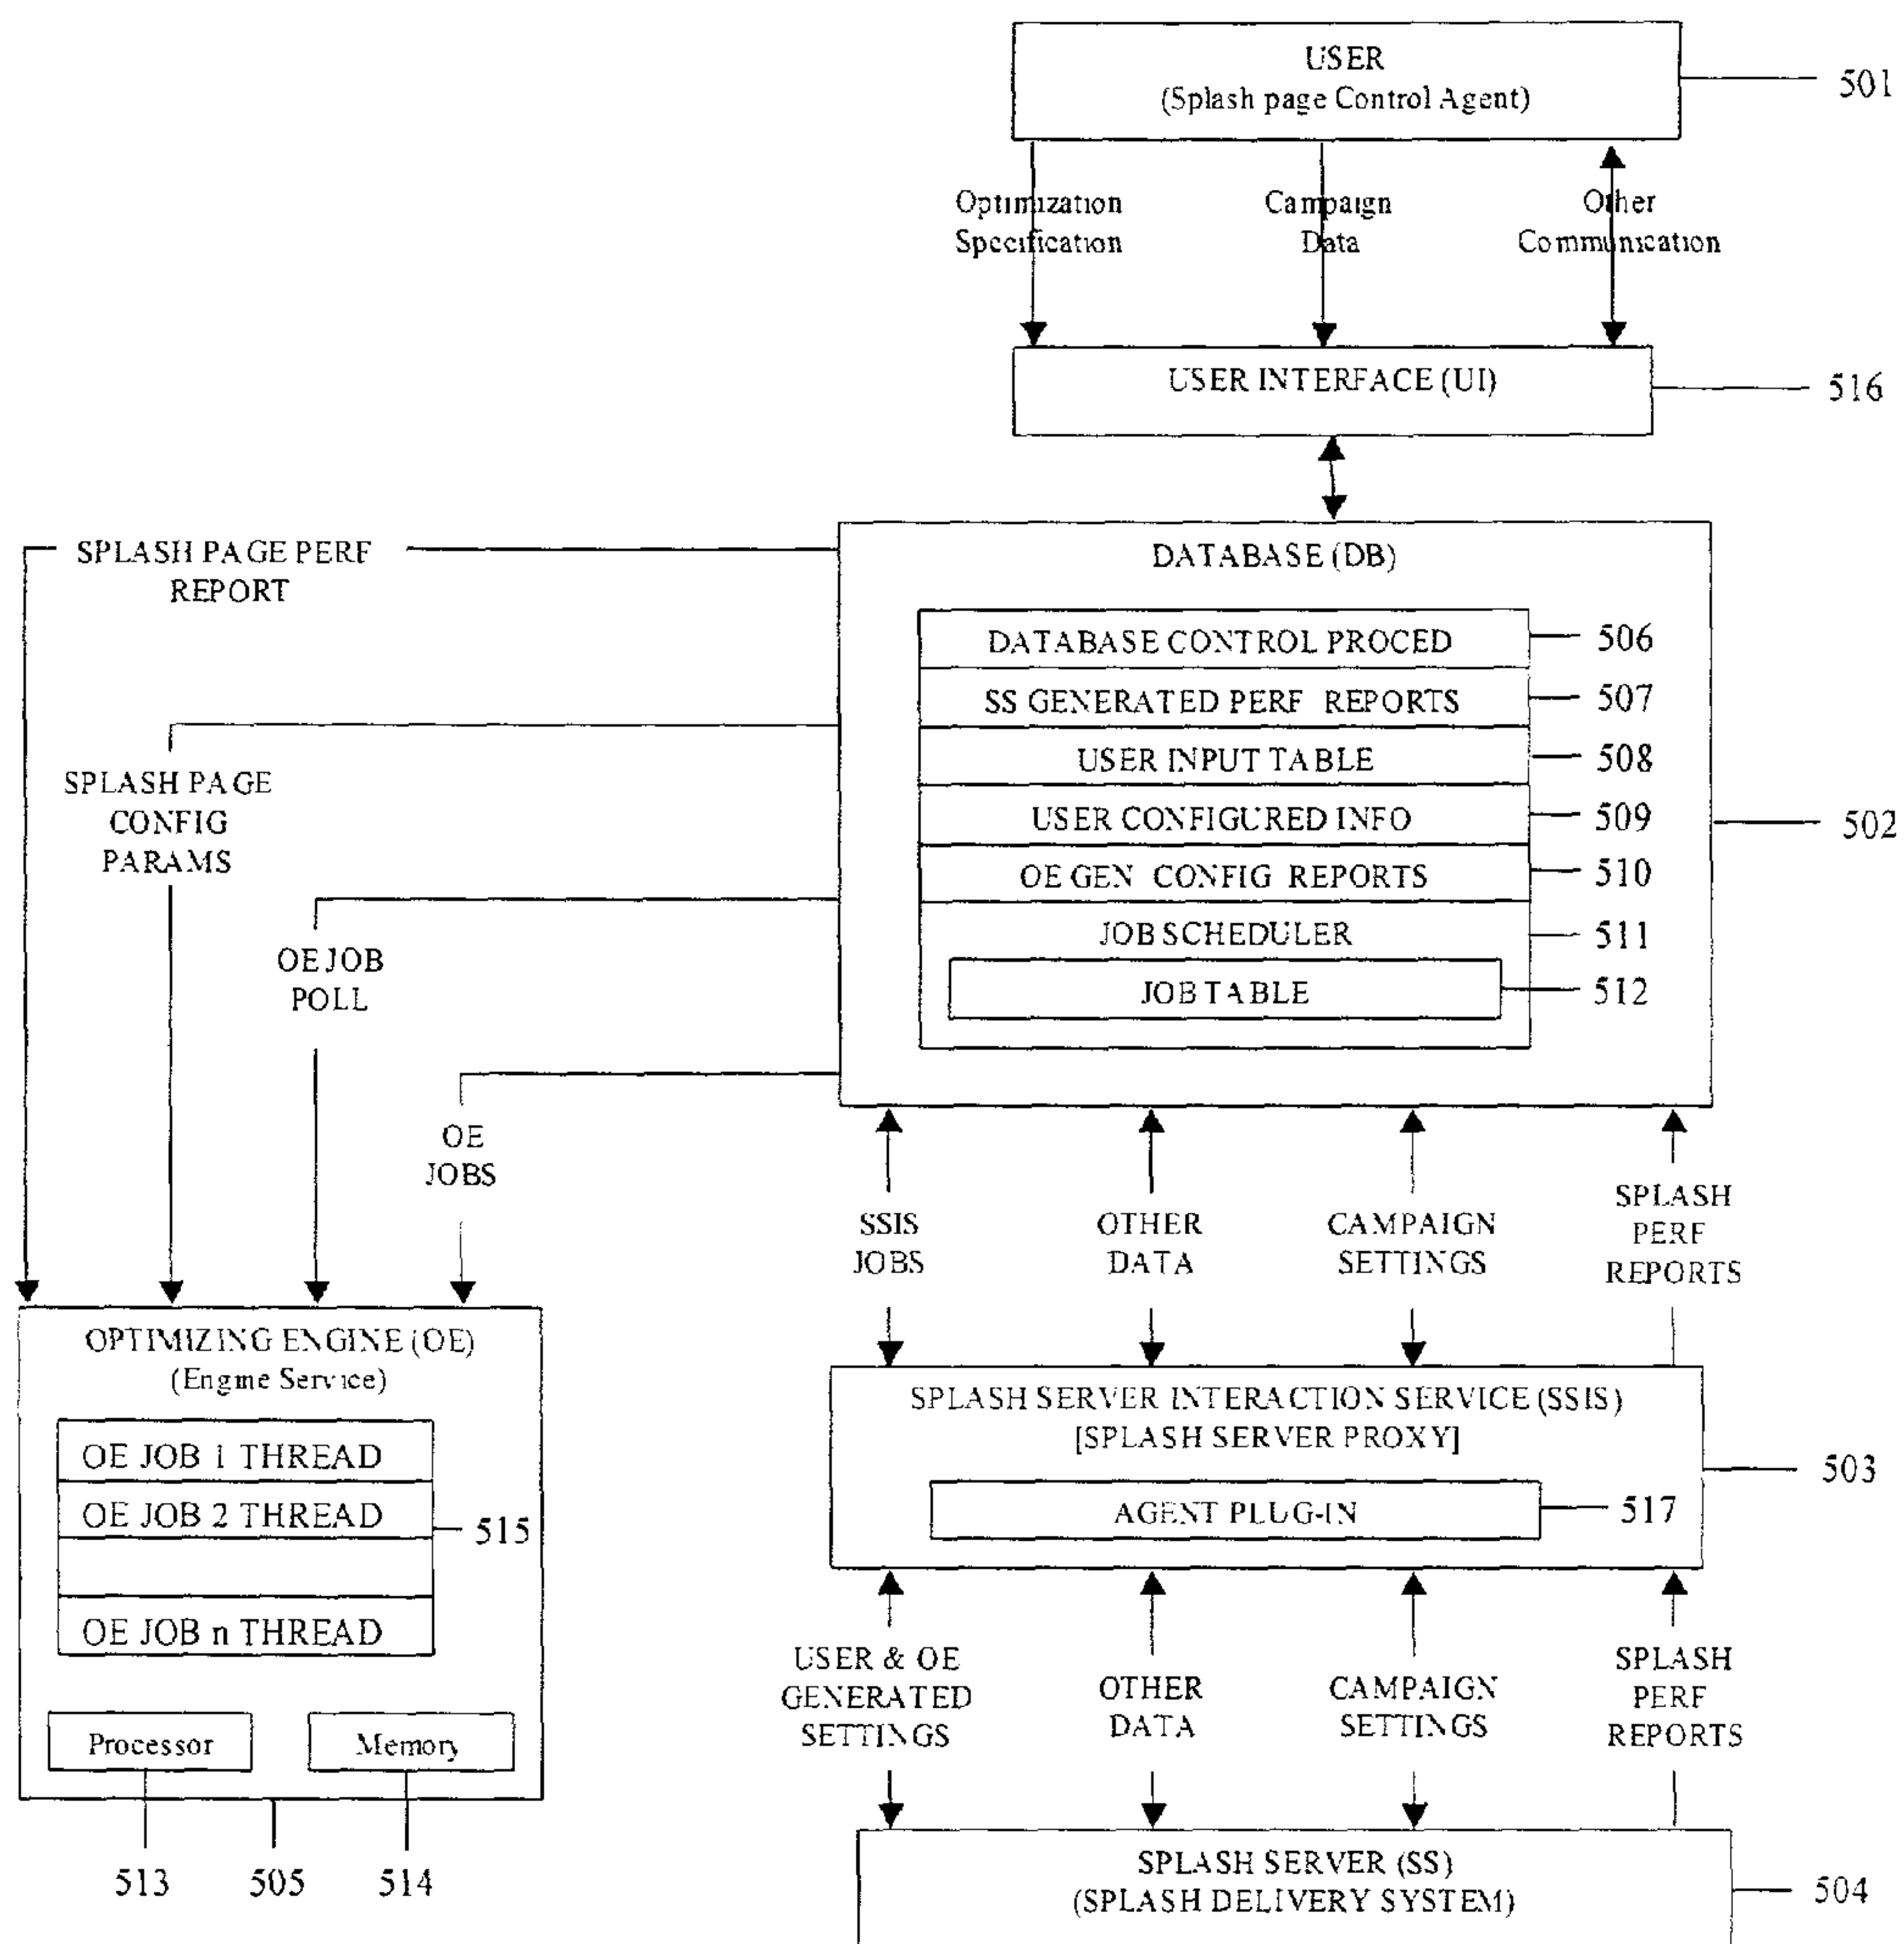 USER
(Splash page Control Agent)
501
Optimization
Specification
Campaign
Data
Other
Communication
USER INTERFACE (UI)
516
SPLASH PAGE PERF
REPORT
DATABASE (DB)
DATABASE CONTROL PROCED
506
SS GENERATED PERF REPORTS
507
USER INPUT TABLE
508
USER CONFIGURED INFO
509
OE GEN CONFIG REPORTS
510
JOB SCHEDULER
511
JOB TABLE
512
502
SPLASH PAGE
CONFIG
PARAMS
OE JOB
POLL
OE
JOBS
SSIS
JOBS
OTHER
DATA
CAMPAIGN
SETTINGS
SPLASH
PERF
REPORTS
OPTIMIZING ENGINE (OE)
(Engine Service)
OE JOB 1 THREAD
OE JOB 2 THREAD
OE JOB n THREAD
515
Processor
Memory
513
505
514
SPLASH SERVER INTERACTION SERVICE (SSIS)
[SPLASH SERVER PROXY]
503
AGENT PLUG-IN
517
USER & OE
GENERATED
SETTINGS
OTHER
DATA
CAMPAIGN
SETTINGS
SPLASH
PERF
REPORTS
SPLASH SERVER (SS)
(SPLASH DELIVERY SYSTEM)
504